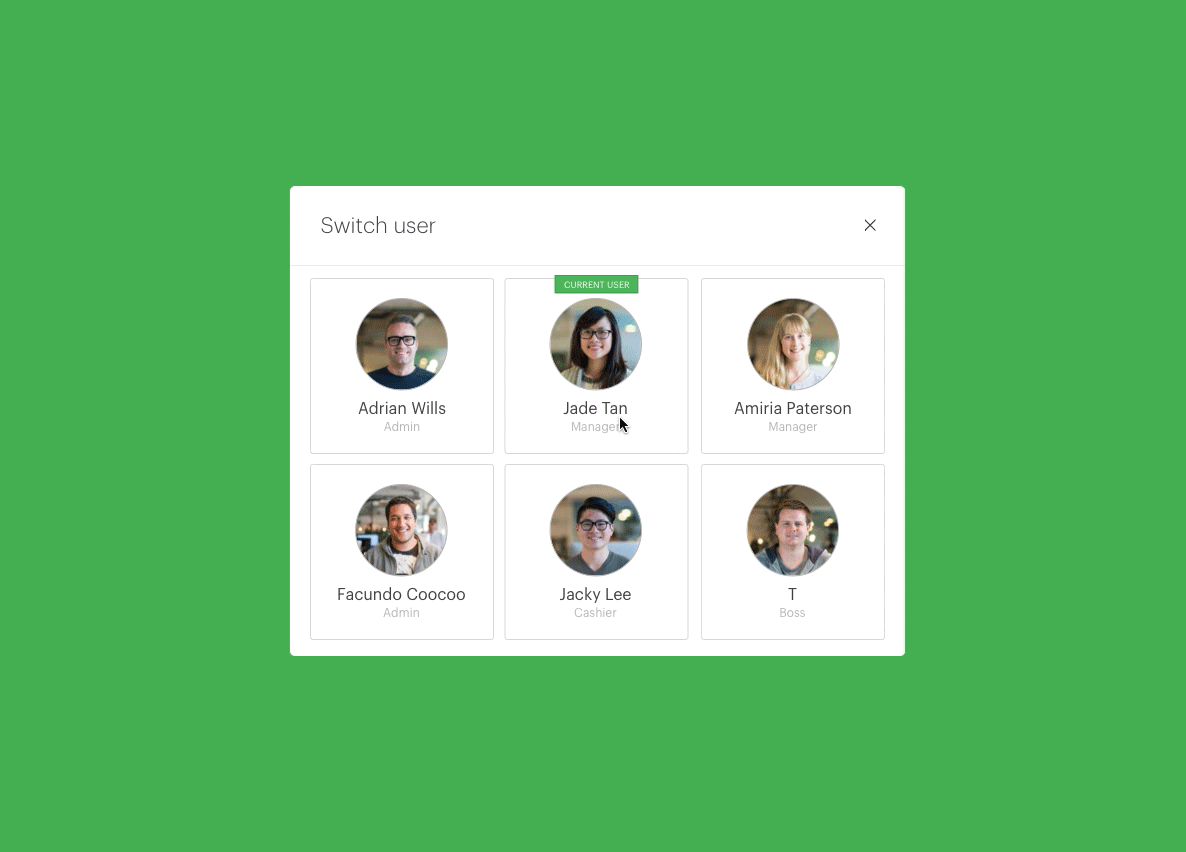 Switch user
CURRENT USER
Adrian Wills
Admin
Jade Tan
Manager
Amiria Paterson
Manager
Facundo Coocoo
Admin
Jacky Lee
Cashier
T
Boss